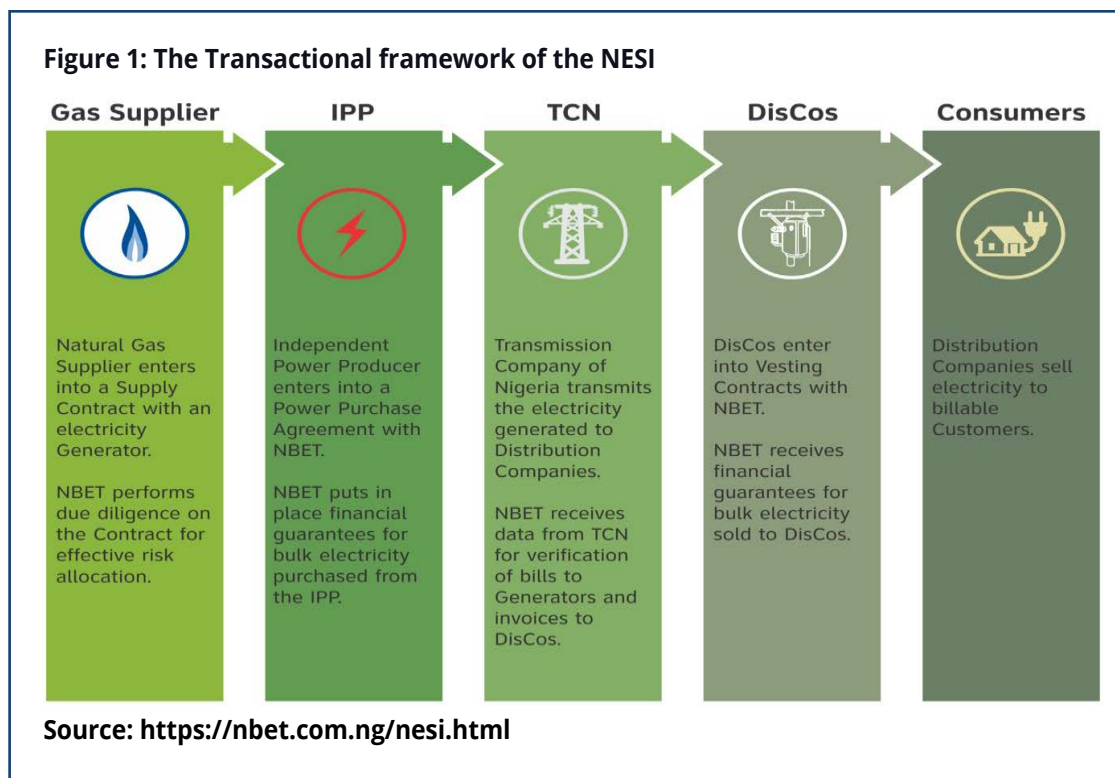 Figure 1: The Transactional framework of the NESI
Gas Supplier
IPP
TCN
DisCos
Consumers
Natural Gas
Supplier enters
into a Supply
Contract with an
electricity
Generator.
NBET performs
due diligence on
the Contract for
effective risk
allocation.
Independent
Power Producer
enters into a
Power Purchase
Agreement with
NBET.
NBET puts in
place financial
guarantees for
bulk electricity
purchased from
the IPP.
Transmission
Company of
Nigeria transmits
the electricity
generated to
Distribution
Companies.
NBET receives
data from TCN
for verification
of bills to
Generators and
invoices to
DisCos.
DisCos enter
into Vesting
Contracts with
NBET.
NBET receives
financial
guarantees for
bulk electricity
sold to DisCos.
Distribution
Companies sell
electricity to
billable
Customers.
Source: https://nbet.com.ng/nesi.html